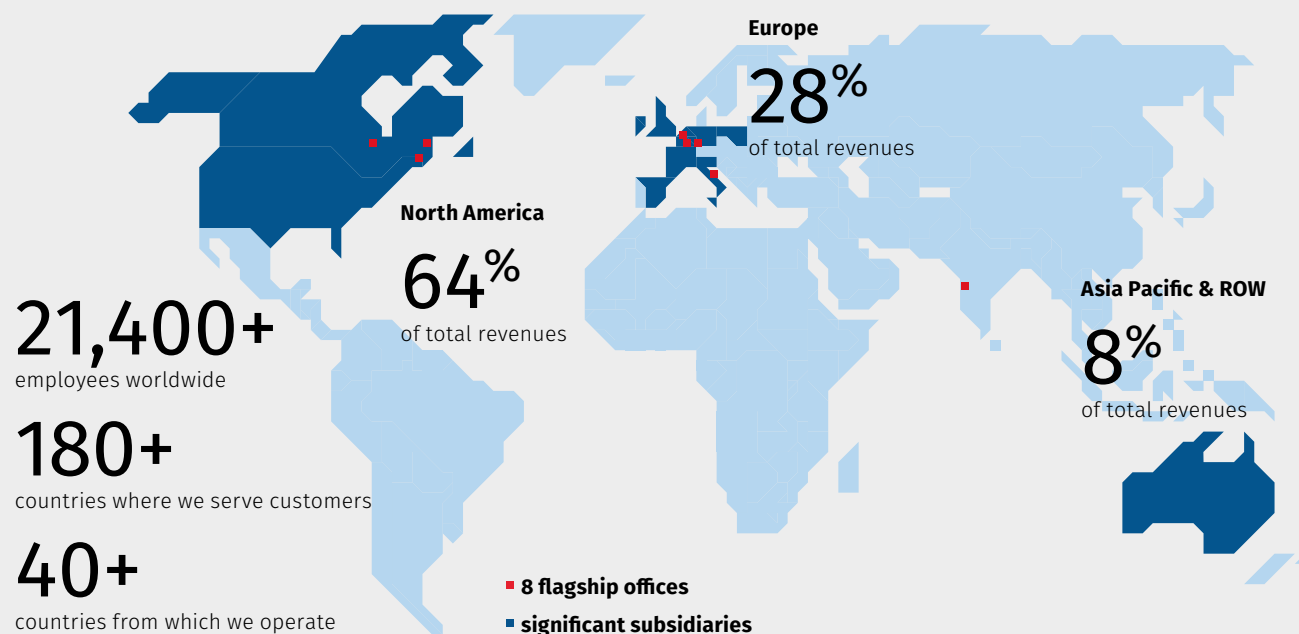 Europe
28%
of total revenues
North America
64%
of total revenues
Asia Pacific & ROW
8%
of total revenues
21,400+
employees worldwide
180+
countries where we serve customers
40+
countries from which we operate
8 flagship offices
significant subsidiaries